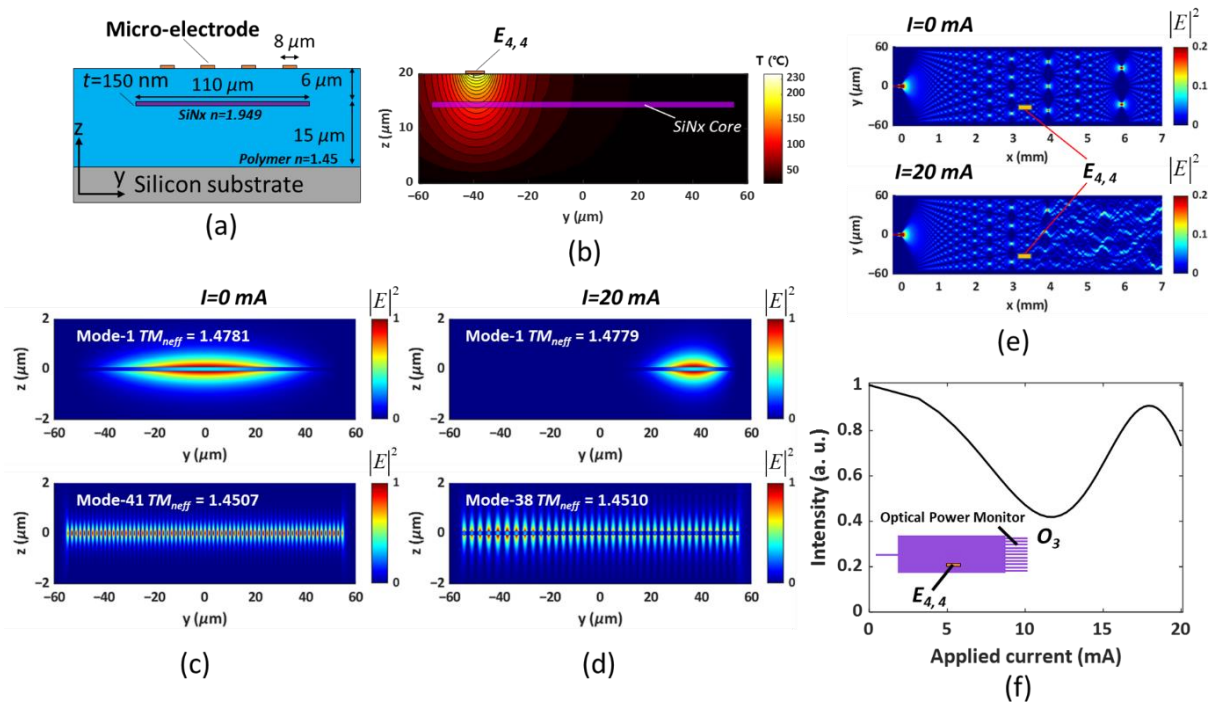 Micro-electrode
8 μm
t=150 nm
110 μm
6 μm
SiNx n=1.949
15 μm
Polymer n=1.45
z
y
Silicon substrate
(a)
E4, 4
T (℃)
20
15
10
5
0
z (μm)
SiNx Core
230
200
150
100
50
−60 −40 −20 0 20 40 60
y (μm)
(b)
I=0 mA
|E|²
2
0
−2
z (μm)
Mode-1 TMneff = 1.4781
1
0
−60 −40 −20 0 20 40 60
y (μm)
|E|²
2
0
−2
z (μm)
Mode-41 TMneff = 1.4507
1
0
−60 −40 −20 0 20 40 60
y (μm)
(c)
I=20 mA
|E|²
2
0
−2
z (μm)
Mode-1 TMneff = 1.4779
1
0
−60 −40 −20 0 20 40 60
y (μm)
|E|²
2
0
−2
z (μm)
Mode-38 TMneff = 1.4510
1
0
−60 −40 −20 0 20 40 60
y (μm)
(d)
I=0 mA
|E|²
60
0
−60
y (μm)
0.2
0.1
0
0 1 2 3 4 5 6 7
x (mm)
E4, 4
I=20 mA
|E|²
60
0
−60
y (μm)
0.2
0.1
0
0 1 2 3 4 5 6 7
x (mm)
(e)
1
0.8
0.6
0.4
0.2
0
Intensity (a. u.)
Optical Power Monitor
O3
E4, 4
0 5 10 15 20
Applied current (mA)
(f)